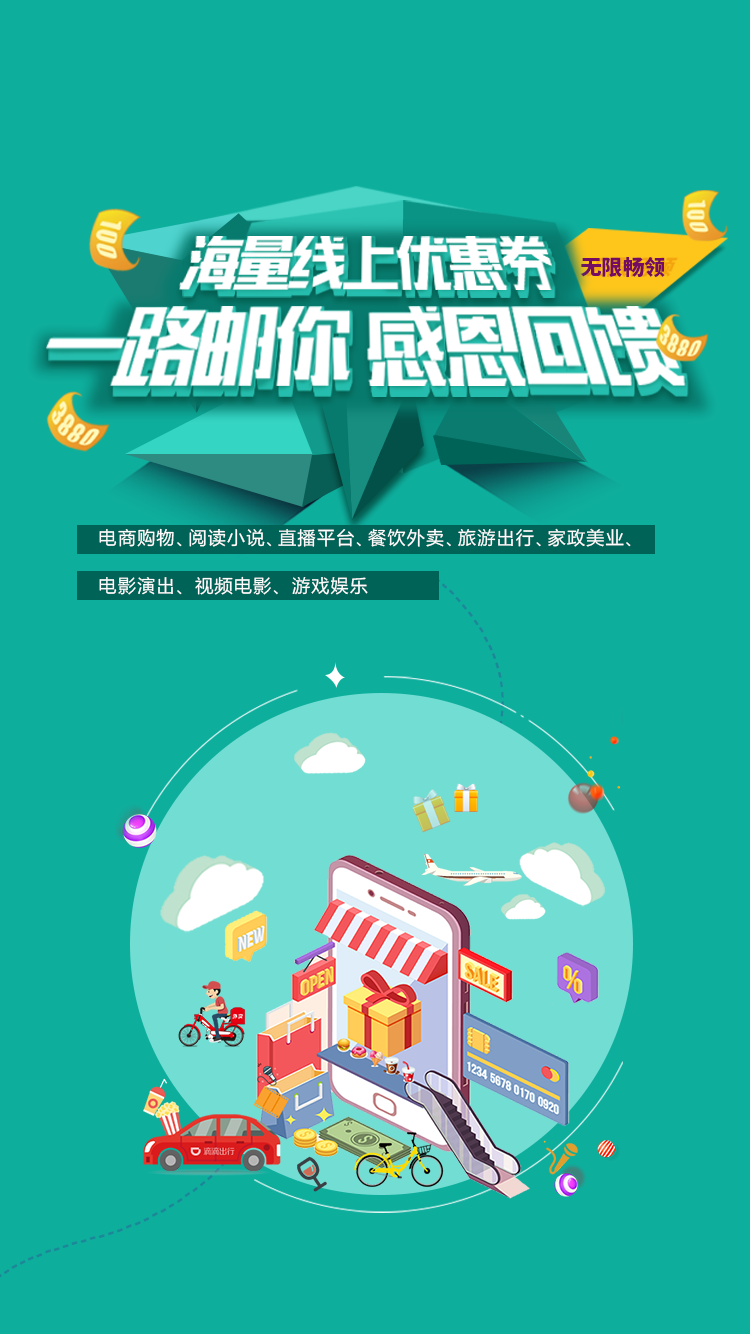 100
100
海量线上优惠券
无限畅领
一路邮你 感恩回馈
3880
3880
电商购物、阅读小说、直播平台、餐饮外卖、旅游出行、家政美业、
电影演出、视频电影、游戏娱乐
NEW
OPEN
SALE
%
外卖
1234 5678 0170 0920
滴滴出行